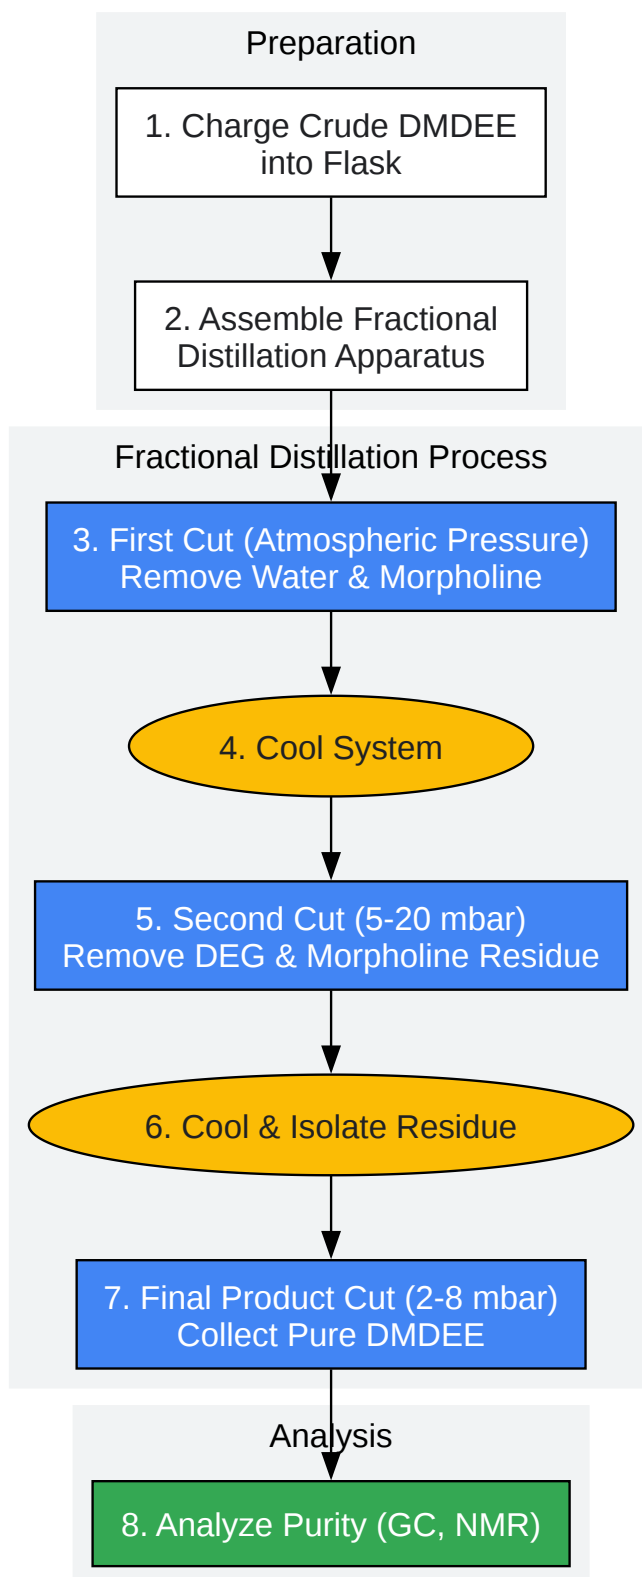 Preparation
1. Charge Crude DMDEE
into Flask
2. Assemble Fractional
Distillation Apparatus
Fractional Distillation Process
3. First Cut (Atmospheric Pressure)
Remove Water & Morpholine
4. Cool System
5. Second Cut (5-20 mbar)
Remove DEG & Morpholine Residue
6. Cool & Isolate Residue
7. Final Product Cut (2-8 mbar)
Collect Pure DMDEE
Analysis
8. Analyze Purity (GC, NMR)